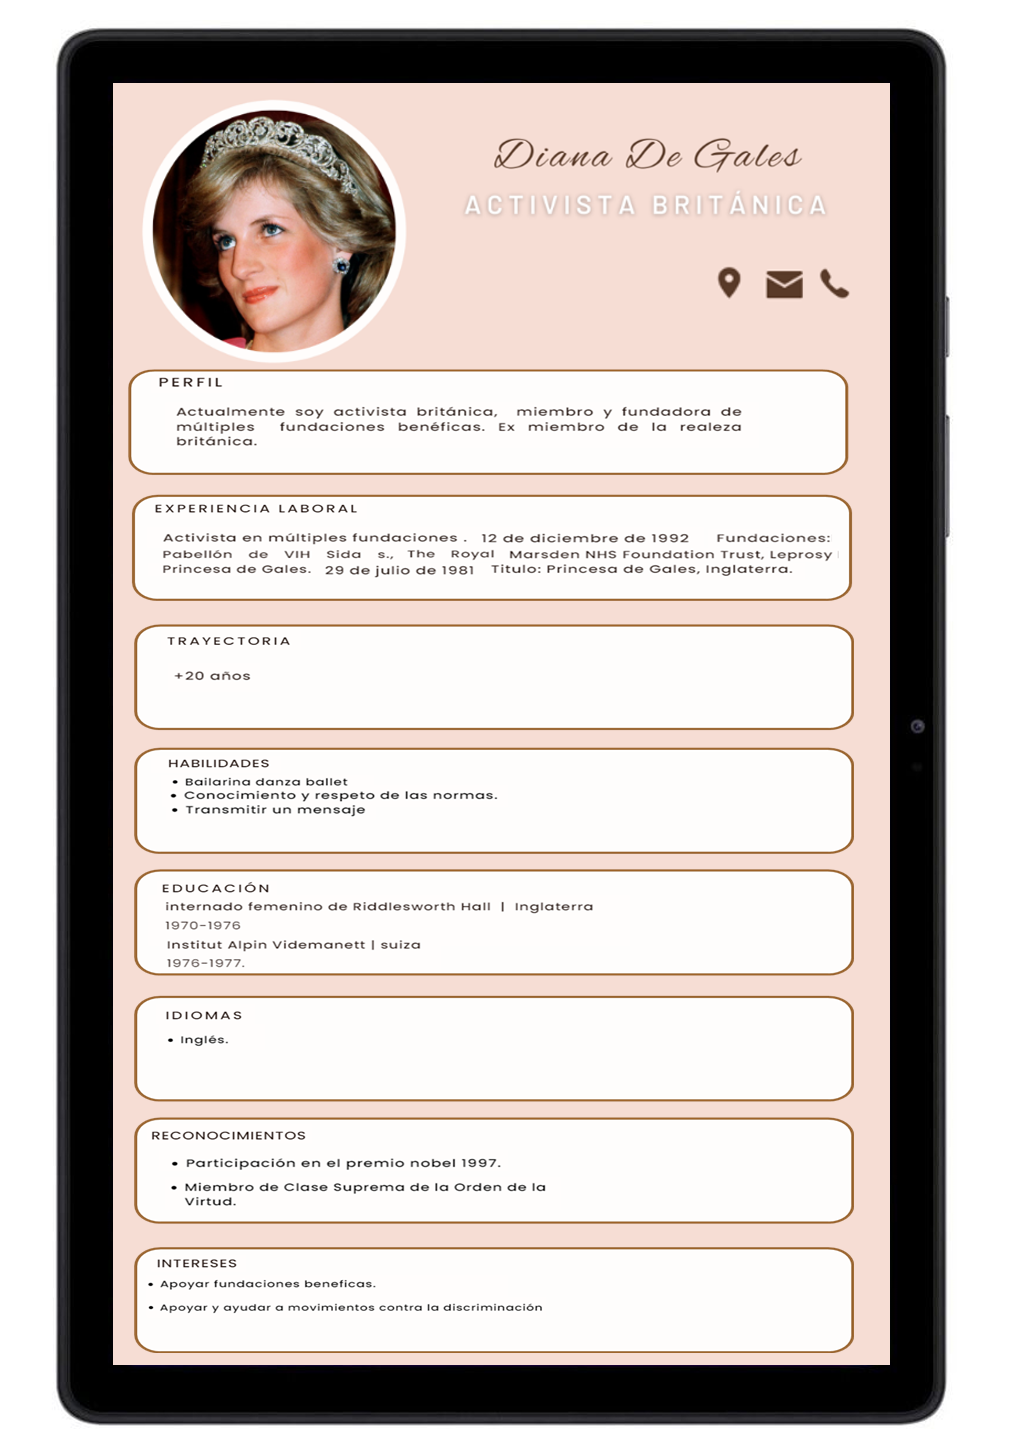 Diana De Gales
ACTIVISTA BRITÁNICA
PERFIL
Actualmente soy activista británica, miembro y fundadora de
múltiples fundaciones benéficas. Ex miembro de la realeza
británica.
EXPERIENCIA LABORAL
Activista en múltiples fundaciones . 12 de diciembre de 1992 Fundaciones:
Pabellón de VIH Sida s., The Royal Marsden NHS Foundation Trust, Leprosy
Princesa de Gales. 29 de julio de 1981 Titulo: Princesa de Gales, Inglaterra.
TRAYECTORIA
+20 años
HABILIDADES
• Bailarina danza ballet
• Conocimiento y respeto de las normas.
• Transmitir un mensaje
EDUCACIÓN
internado femenino de Riddlesworth Hall | Inglaterra
1970-1976
Institut Alpin Videmanett | suiza
1976-1977.
IDIOMAS
• Inglés.
RECONOCIMIENTOS
• Participación en el premio nobel 1997.
• Miembro de Clase Suprema de la Orden de la
Virtud.
INTERESES
• Apoyar fundaciones beneficas.
• Apoyar y ayudar a movimientos contra la discriminación